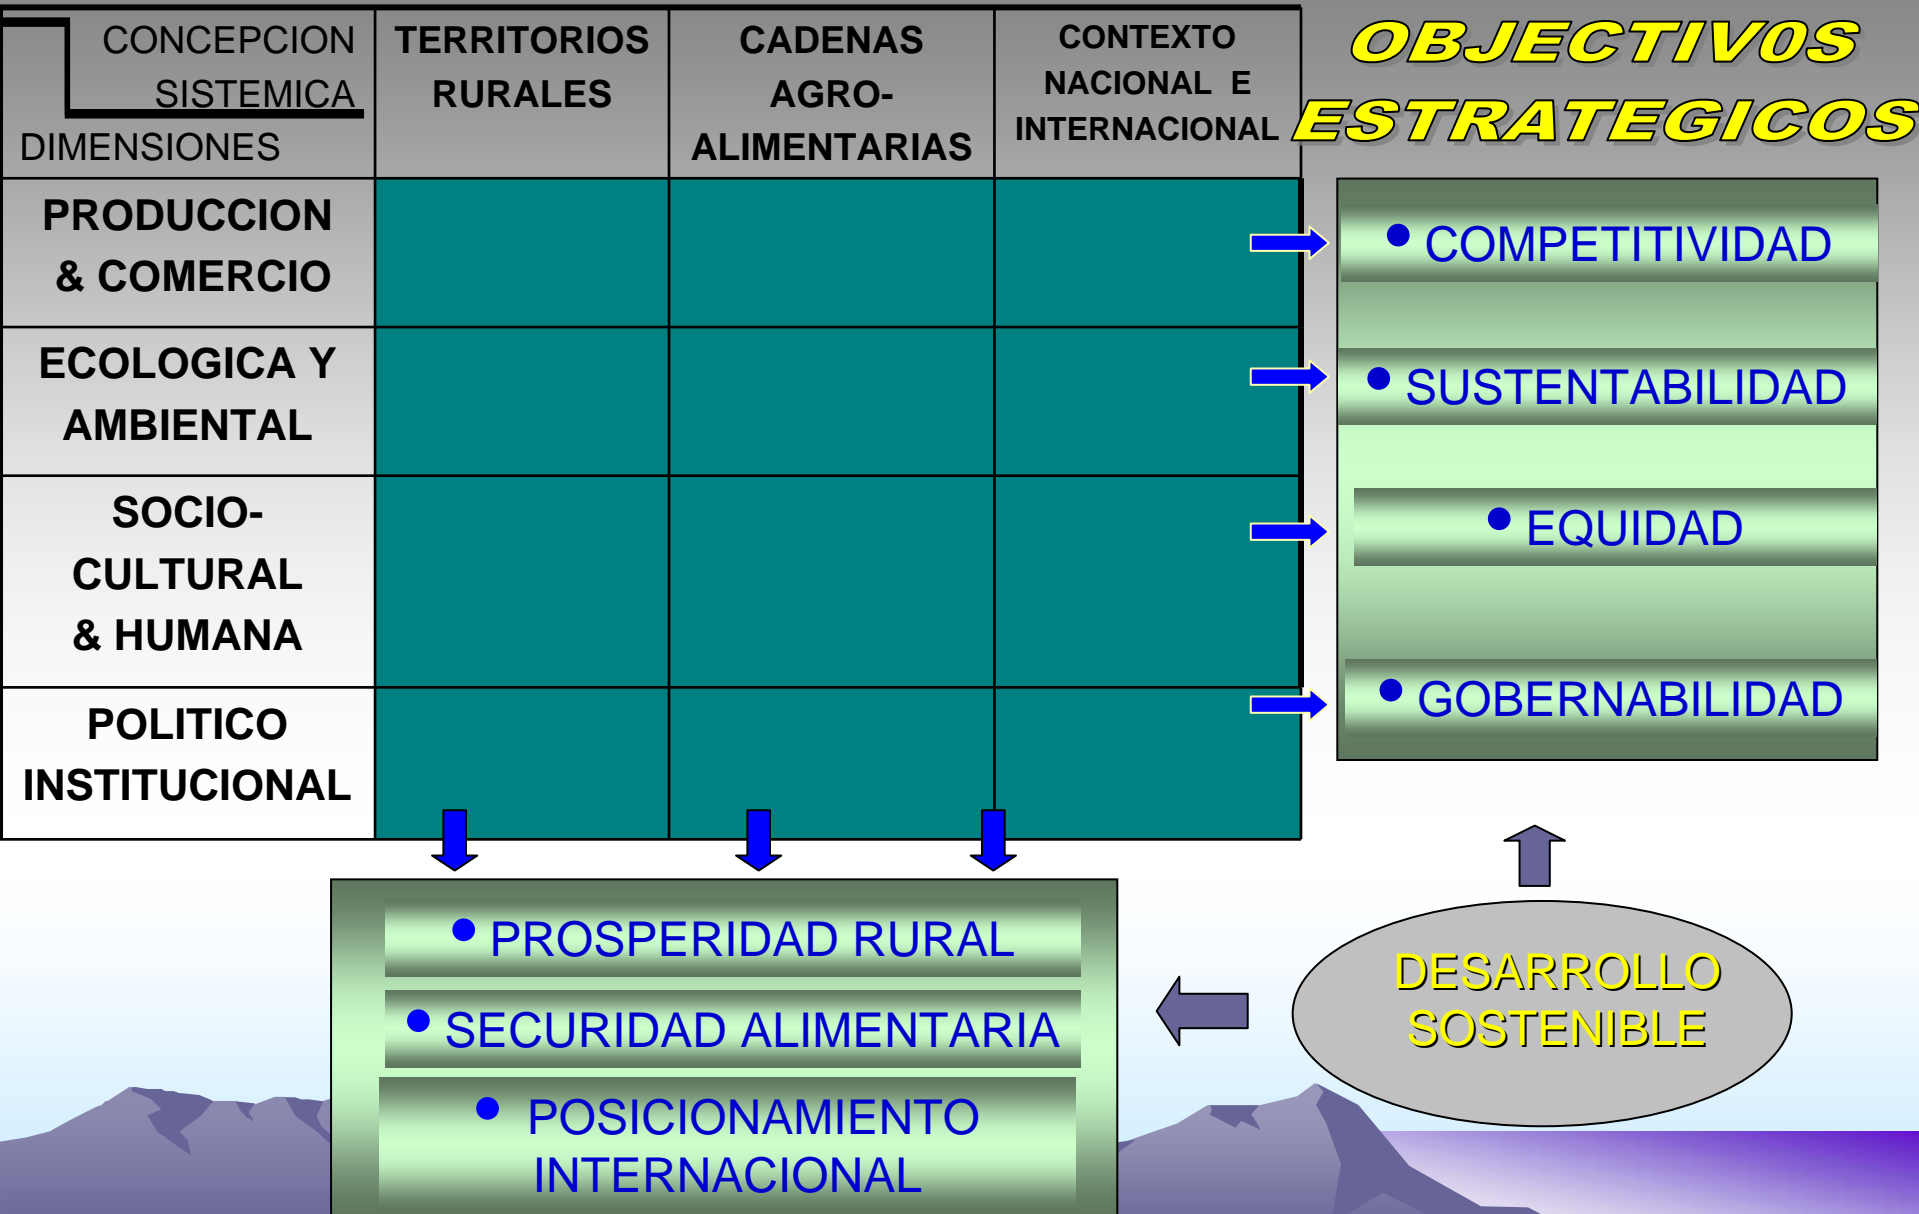 CONCEPCION
SISTEMICA
DIMENSIONES
TERRITORIOS
RURALES
CADENAS
AGRO-
ALIMENTARIAS
CONTEXTO
NACIONAL E
INTERNACIONAL
OBJECTIV0S
ESTRATEGICOS
PRODUCCION
& COMERCIO
• COMPETITIVIDAD
ECOLOGICA Y
AMBIENTAL
• SUSTENTABILIDAD
SOCIO-
CULTURAL
& HUMANA
• EQUIDAD
POLITICO
INSTITUCIONAL
• GOBERNABILIDAD
• PROSPERIDAD RURAL
• SECURIDAD ALIMENTARIA
• POSICIONAMIENTO
INTERNACIONAL
DESARROLLO
SOSTENIBLE